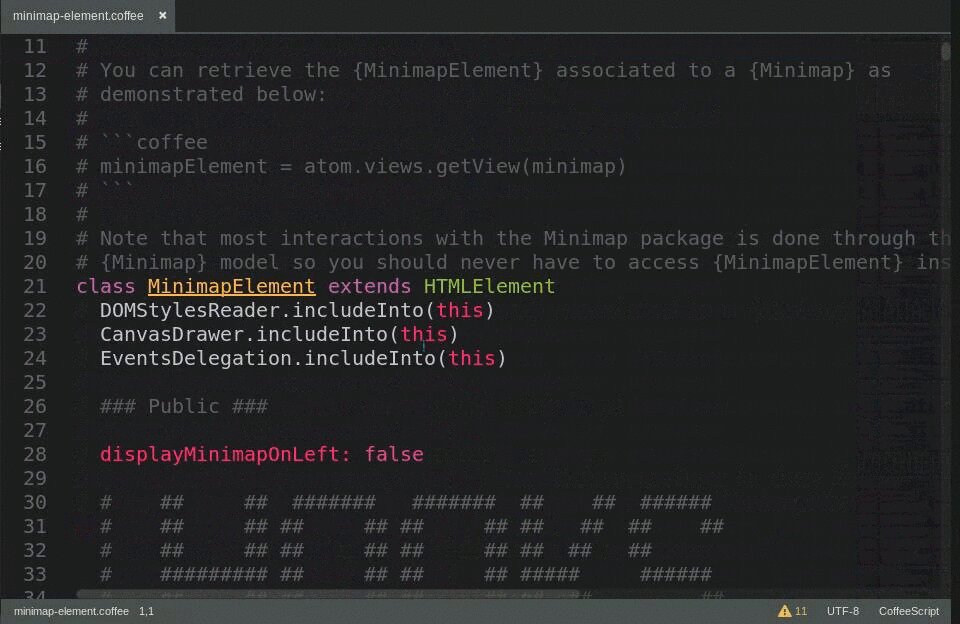 minimap-element.coffee ×
11 #
12 # You can retrieve the {MinimapElement} associated to a {Minimap} as
13 # demonstrated below:
14 #
15 # ```coffee
16 # minimapElement = atom.views.getView(minimap)
17 # ```
18 #
19 # Note that most interactions with the Minimap package is done through th
20 # {Minimap} model so you should never have to access {MinimapElement} ins
21 class MinimapElement extends HTMLElement
22   DOMStylesReader.includeInto(this)
23   CanvasDrawer.includeInto(this)
24   EventsDelegation.includeInto(this)
25
26   ### Public ###
27
28   displayMinimapOnLeft: false
29
30   #    ##     ##  #######   #######  ##    ##  ######
31   #    ##     ## ##     ## ##     ## ##   ##  ##    ##
32   #    ##     ## ##     ## ##     ## ##  ##   ##
33   #    ######### ##     ## ##     ## #####     ######
34   #    ##     ## ##     ## ##     ## ##  ##         ##
minimap-element.coffee 1,1 11 UTF-8 CoffeeScript